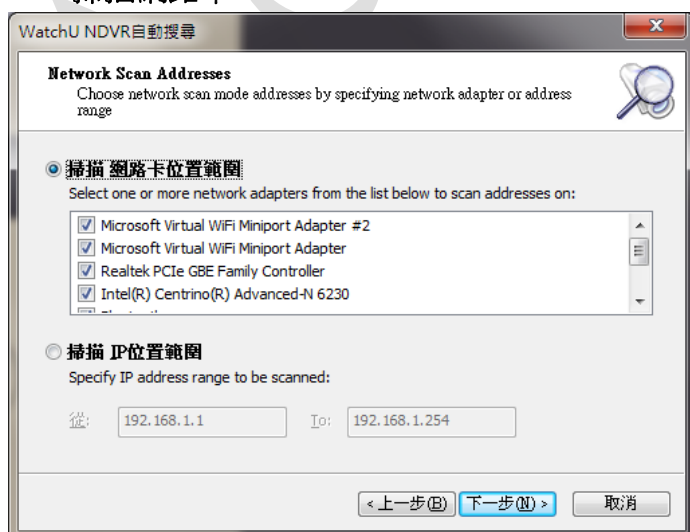 WatchU NDVR自動搜尋
Network Scan Addresses
Choose network scan mode addresses by specifying network adapter or address
range
掃描 網路卡位置範圍
Select one or more network adapters from the list below to scan addresses on:
Microsoft Virtual WiFi Miniport Adapter #2
Microsoft Virtual WiFi Miniport Adapter
Realtek PCIe GBE Family Controller
Intel(R) Centrino(R) Advanced-N 6230
掃描 IP位置範圍
Specify IP address range to be scanned:
從: 192.168.1.1 To: 192.168.1.254
<上一步(B) 下一步(N)> 取消